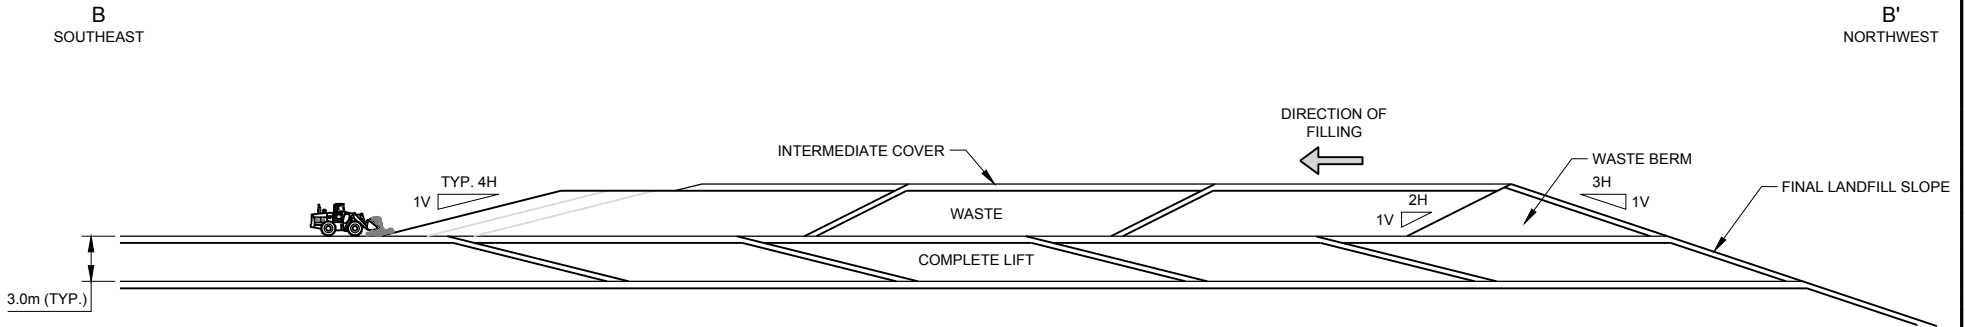 B
SOUTHEAST
B'
NORTHWEST
DIRECTION OF
FILLING
INTERMEDIATE COVER
WASTE BERM
TYP. 4H
1V
3H
1V
FINAL LANDFILL SLOPE
2H
1V
WASTE
COMPLETE LIFT
3.0m (TYP.)